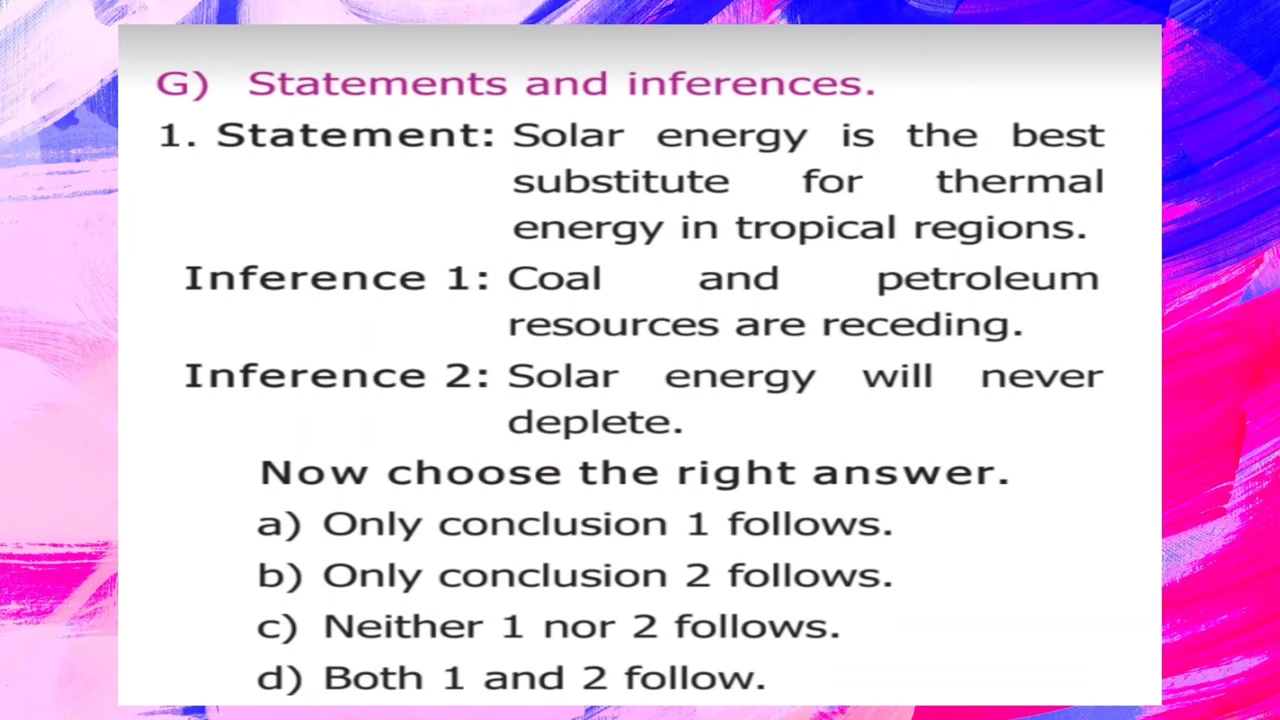 G) Statements and inferences.
1. Statement: Solar energy is the best
substitute for thermal
energy in tropical regions.
Inference 1: Coal and petroleum
resources are receding.
Inference 2: Solar energy will never
deplete.
Now choose the right answer.
a) Only conclusion 1 follows.
b) Only conclusion 2 follows.
c) Neither 1 nor 2 follows.
d) Both 1 and 2 follow.